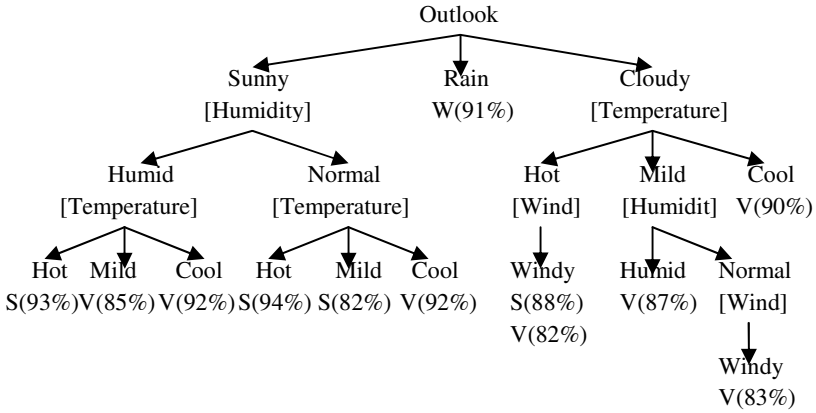 Outlook
Sunny Rain Cloudy
[Humidity] W(91%) [Temperature]
Humid Normal Hot Mild Cool
[Temperature] [Temperature] [Wind] [Humidit] V(90%)
Hot Mild Cool Hot Mild Cool Windy Humid Normal
S(93%) V(85%) V(92%) S(94%) S(82%) V(92%) S(88%) V(87%) [Wind]
V(82%)
Windy
V(83%)